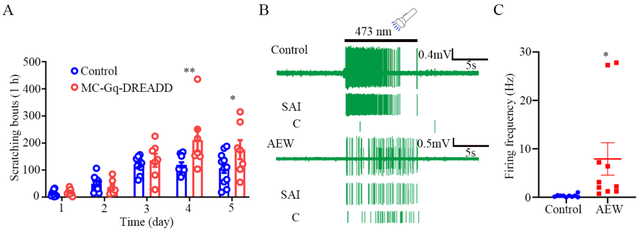 A
Scratching bouts (1 h)
500
400
300
200
100
0
Control
MC-Gq-DREADD
**
*
1 2 3 4 5
Time (day)
B
473 nm
Control
0.4mV
5s
SAI
C
AEW
0.5mV
5s
SAI
C
C
Firing frequency (Hz)
30
20
10
0
*
Control AEW